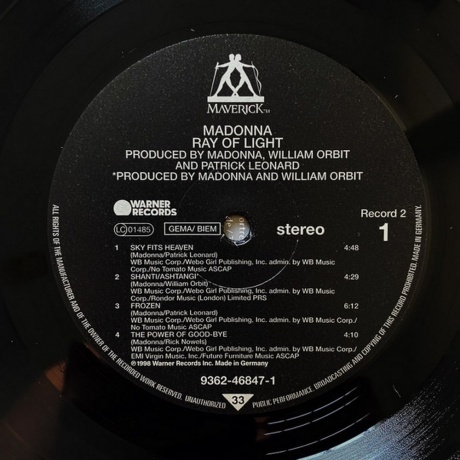 MAVERICK™
MADONNA
RAY OF LIGHT
PRODUCED BY MADONNA, WILLIAM ORBIT
AND PATRICK LEONARD
*PRODUCED BY MADONNA AND WILLIAM ORBIT
WARNER
RECORDS
LC 01485
GEMA/ BIEM
stereo
Record 2
1
1 SKY FITS HEAVEN 4:48
(Madonna/Patrick Leonard)
WB Music Corp./Webo Girl Publishing, Inc. admin. by WB Music
Corp./No Tomato Music ASCAP
2 SHANTI/ASHTANGI* 4:29
(Madonna/William Orbit)
WB Music Corp./Webo Girl Publishing, Inc. admin. by WB Music
Corp./Rondor Music (London) Limited PRS
3 FROZEN 6:12
(Madonna/Patrick Leonard)
WB Music Corp./Webo Girl Publishing, Inc. admin. by WB Music Corp./
No Tomato Music ASCAP
4 THE POWER OF GOOD-BYE 4:10
(Madonna/Rick Nowels)
WB Music Corp./Webo Girl Publishing, Inc. admin. by WB Music Corp./
EMI Virgin Music, Inc./Future Furniture Music ASCAP
℗ 1998 Warner Records Inc. Made in Germany
9362-46847-1
33
ALL RIGHTS OF THE MANUFACTURER AND OF THE OWNER OF THE RECORDED WORK RESERVED. UNAUTHORIZED PUBLIC PERFORMANCE, BROADCASTING AND COPYING OF THIS RECORD PROHIBITED. MADE IN GERMANY.